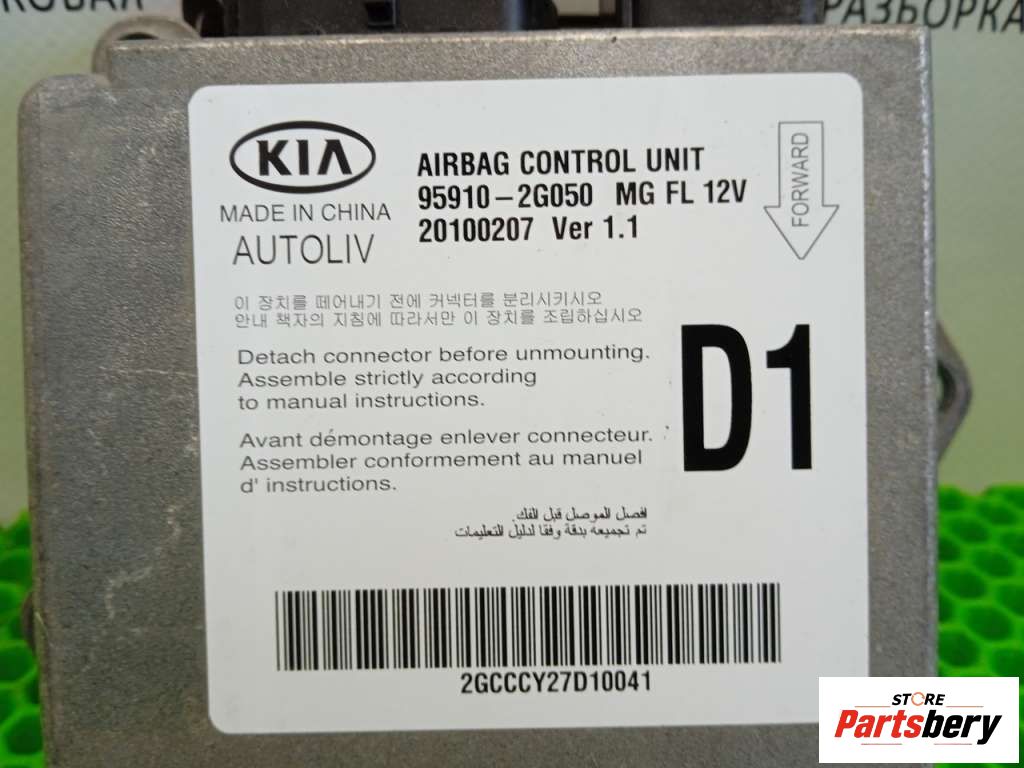 РАЗБОРКА
KIA
MADE IN CHINA
AUTOLIV
AIRBAG CONTROL UNIT
95910-2G050 MG FL 12V
20100207 Ver 1.1
FORWARD
이 장치를 떼어내기 전에 커넥터를 분리시키시오
안내 책자의 지침에 따라서만 이 장치를 조립하십시오
Detach connector before unmounting.
Assemble strictly according
to manual instructions.
D1
Avant démontage enlever connecteur.
Assembler conformement au manuel
d' instructions.
افصل الموصل قبل الفك.
تم تجميعه بدقة وفقا لدليل التعليمات
2GCCCY27D10041
STORE
Partsbery